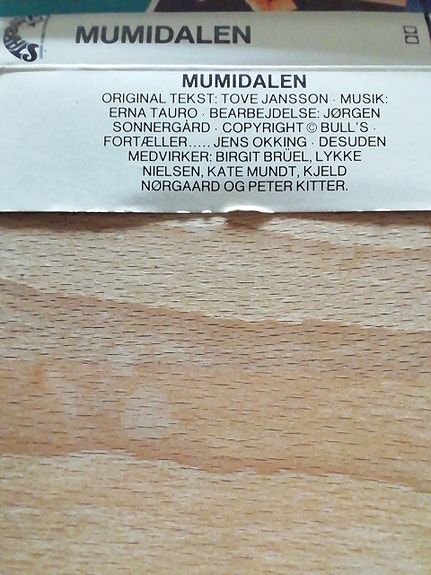 MUMIDALEN
MUMIDALEN
ORIGINAL TEKST: TOVE JANSSON · MUSIK:
ERNA TAURO · BEARBEJDELSE: JØRGEN
SONNERGÅRD · COPYRIGHT © BULL'S ·
FORTÆLLER..... JENS OKKING · DESUDEN
MEDVIRKER: BIRGIT BRÜEL, LYKKE
NIELSEN, KATE MUNDT, KJELD
NØRGAARD OG PETER KITTER.